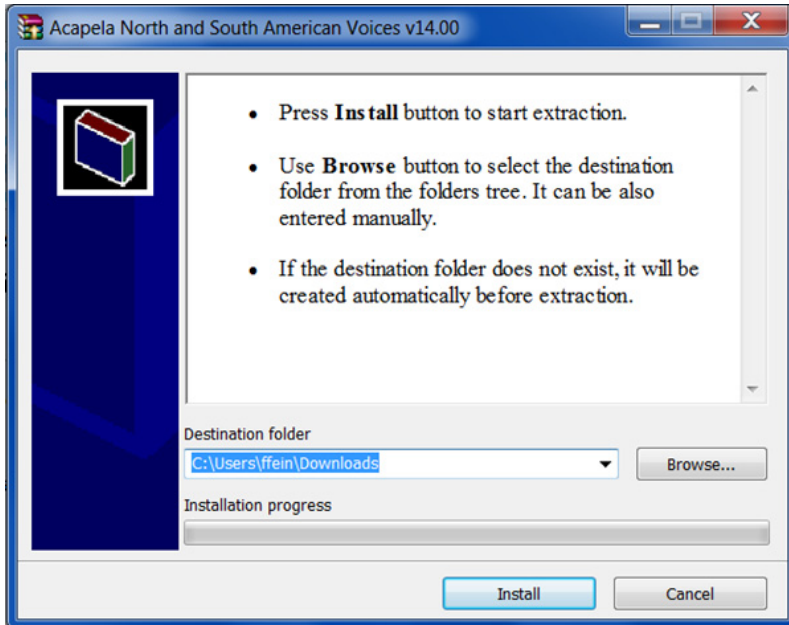 Acapela North and South American Voices v14.00
• Press Install button to start extraction.
• Use Browse button to select the destination
folder from the folders tree. It can be also
entered manually.
• If the destination folder does not exist, it will be
created automatically before extraction.
Destination folder
C:\Users\ffein\Downloads
Browse...
Installation progress
Install
Cancel